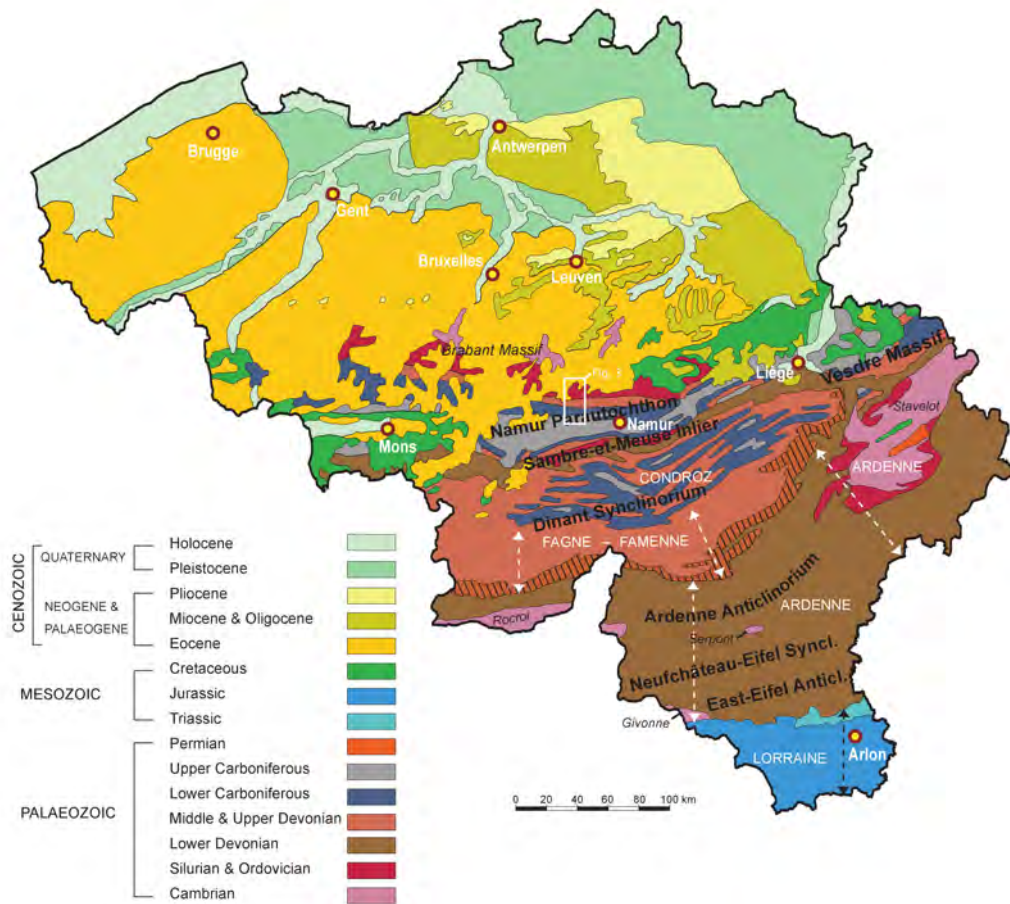 Brugge
Antwerpen
Gent
Bruxelles
Leuven
Brabant Massif
Fig. 3
Liège
Vesdre Massif
Namur Parautochthon
Namur
Stavelot
Mons
Sambre-et-Meuse Inlier
CONDROZ
ARDENNE
Dinant Synclinorium
FAGNE – FAMENNE
Ardenne Anticlinorium
ARDENNE
Rocroi
Serpont
Neufchâteau-Eifel Syncl.
East-Eifel Anticl.
Givonne
LORRAINE
Arlon
0 20 40 60 80 100 km
CENOZOIC
QUATERNARY
Holocene
Pleistocene
NEOGENE &
PALAEOGENE
Pliocene
Miocene & Oligocene
Eocene
MESOZOIC
Cretaceous
Jurassic
Triassic
PALAEOZOIC
Permian
Upper Carboniferous
Lower Carboniferous
Middle & Upper Devonian
Lower Devonian
Silurian & Ordovician
Cambrian